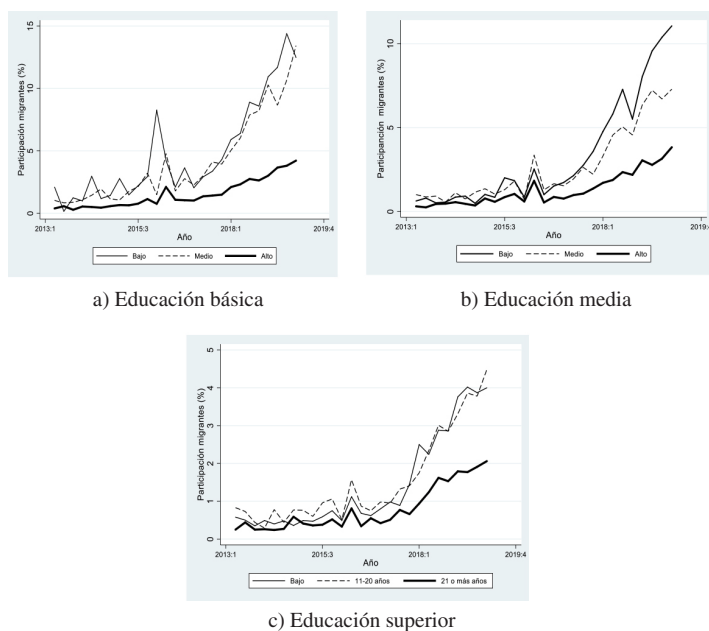 15
10
5
0
Participación migrantes (%)
2013:1 2015:3 2018:1 2019:4
Año
Bajo Medio Alto
a) Educación básica
10
5
0
Participanción migrantes (%)
2013:1 2015:3 2018:1 2019:4
Año
Bajo Medio Alto
b) Educación media
5
4
3
2
1
0
Participación migrantes (%)
2013:1 2015:3 2018:1 2019:4
Año
Bajo 11-20 años 21 o más años
c) Educación superior